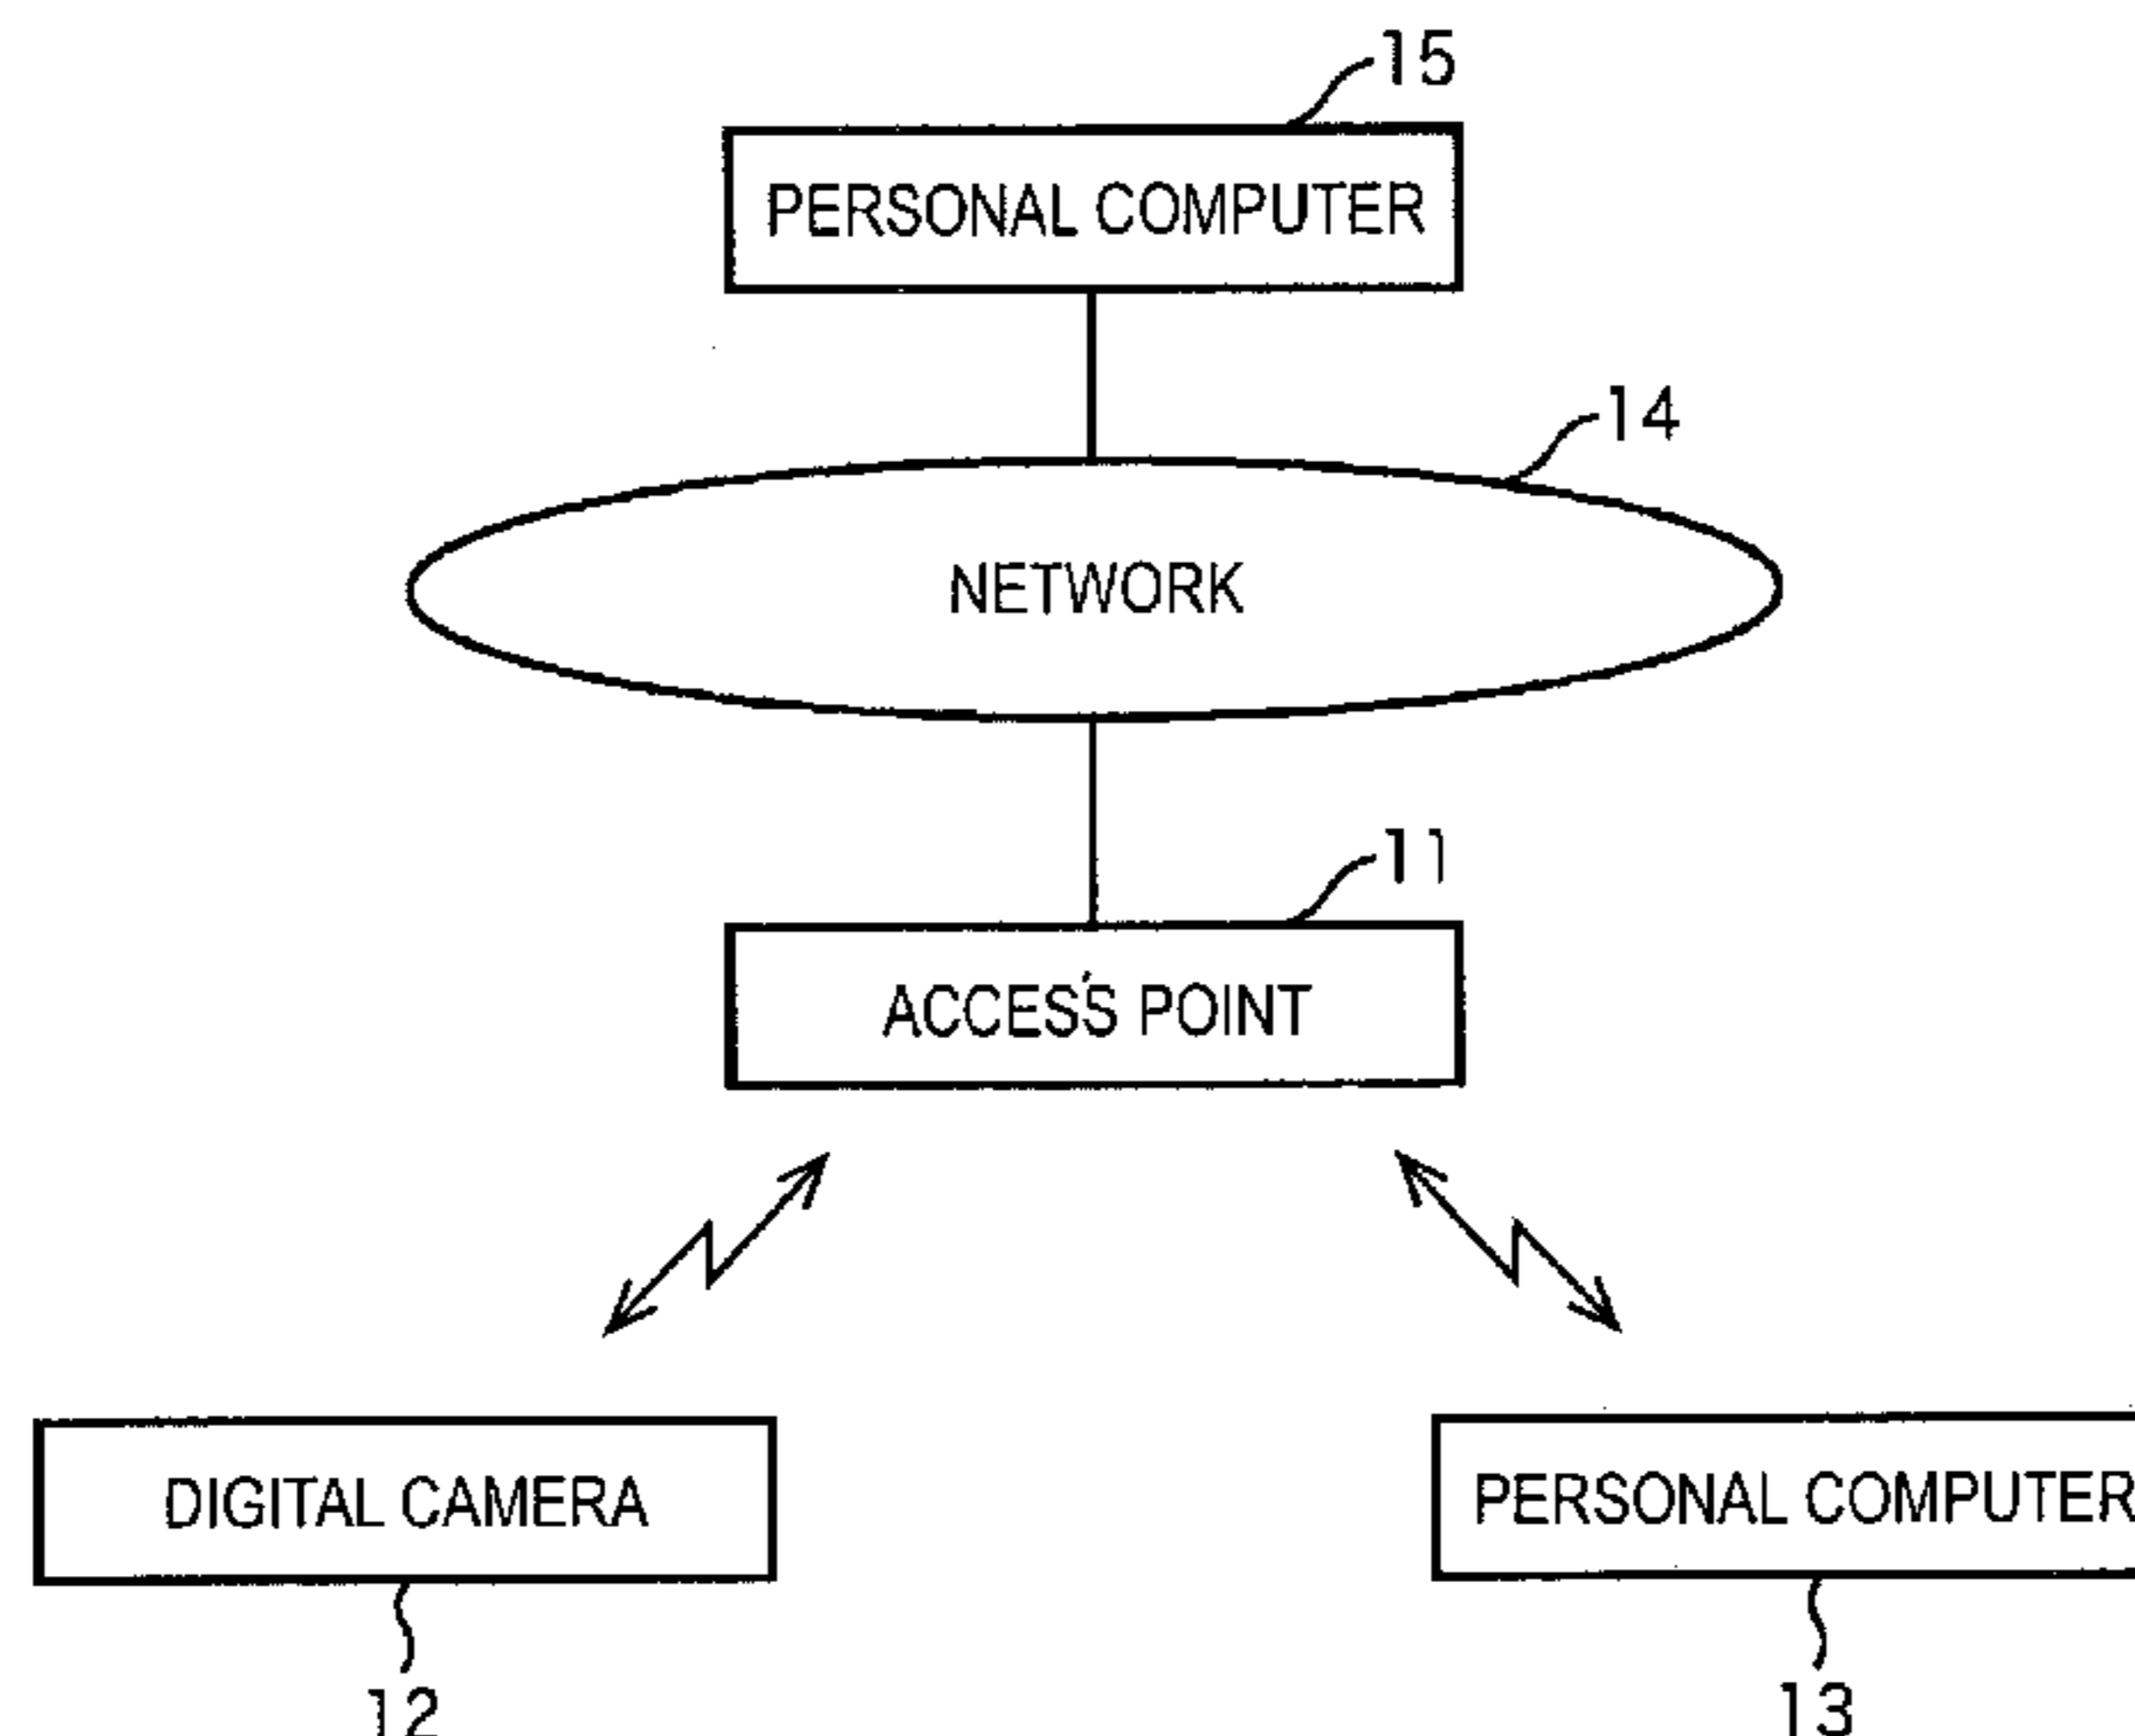 15
PERSONAL COMPUTER
14
NETWORK
11
ACCESS POINT
DIGITAL CAMERA
PERSONAL COMPUTER
12
13